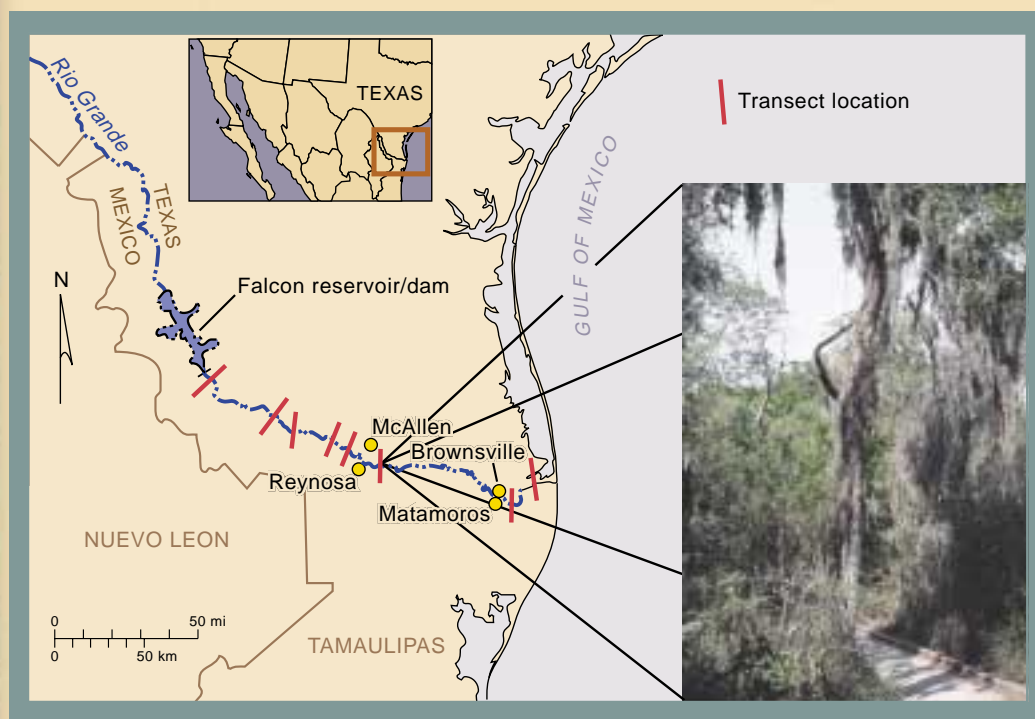 Rio Grande
TEXAS
MEXICO
TEXAS
N
Falcon reservoir/dam
GULF OF MEXICO
Transect location
McAllen
Brownsville
Reynosa
Matamoros
NUEVO LEON
TAMAULIPAS
0 50 mi
0 50 km